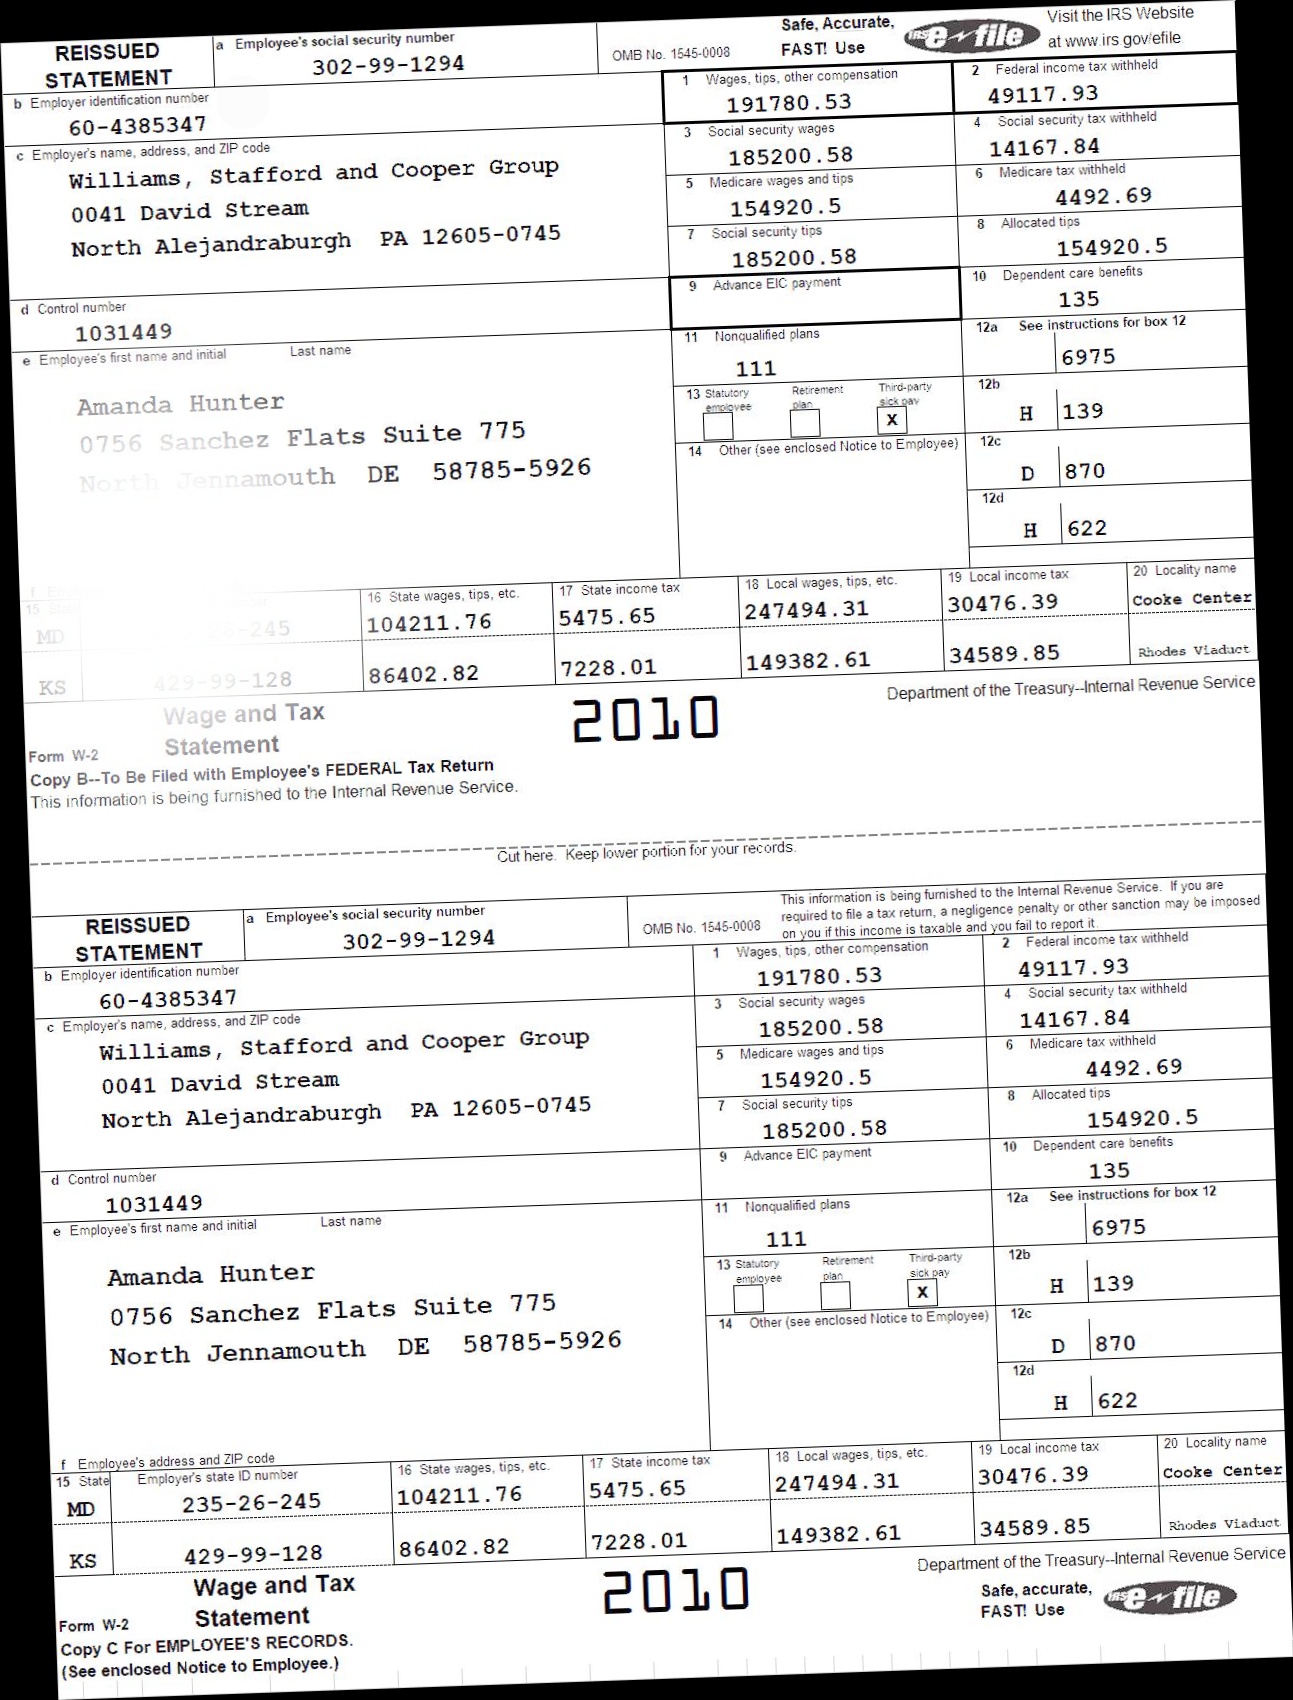 REISSUED STATEMENT
a Employee's social security number
302-99-1294
OMB No. 1545-0008
Safe, Accurate,
FAST! Use
IRS e-file
Visit the IRS Website
at www.irs.gov/efile
b Employer identification number
60-4385347
1 Wages, tips, other compensation
191780.53
2 Federal income tax withheld
49117.93
c Employer's name, address, and ZIP code
Williams, Stafford and Cooper Group
0041 David Stream
North Alejandraburgh PA 12605-0745
3 Social security wages
185200.58
4 Social security tax withheld
14167.84
5 Medicare wages and tips
154920.5
6 Medicare tax withheld
4492.69
7 Social security tips
185200.58
8 Allocated tips
154920.5
d Control number
1031449
9 Advance EIC payment
10 Dependent care benefits
135
e Employee's first name and initial Last name
Amanda Hunter
0756 Sanchez Flats Suite 775
North Jennamouth DE 58785-5926
11 Nonqualified plans
111
12a See instructions for box 12
6975
13 Statutory employee
Retirement plan
Third-party sick pay
X
12b
H 139
14 Other (see enclosed Notice to Employee)
12c
D 870
12d
H 622
15
MD
16 State wages, tips, etc.
104211.76
17 State income tax
5475.65
18 Local wages, tips, etc.
247494.31
19 Local income tax
30476.39
20 Locality name
Cooke Center
KS 429-99-128 86402.82 7228.01 149382.61 34589.85 Rhodes Viaduct
Form W-2
Wage and Tax
Statement
2010
Department of the Treasury--Internal Revenue Service
Copy B--To Be Filed with Employee's FEDERAL Tax Return
This information is being furnished to the Internal Revenue Service.
Cut here. Keep lower portion for your records.
REISSUED STATEMENT
a Employee's social security number
302-99-1294
OMB No. 1545-0008
This information is being furnished to the Internal Revenue Service. If you are
required to file a tax return, a negligence penalty or other sanction may be imposed
on you if this income is taxable and you fail to report it.
b Employer identification number
60-4385347
1 Wages, tips, other compensation
191780.53
2 Federal income tax withheld
49117.93
c Employer's name, address, and ZIP code
Williams, Stafford and Cooper Group
0041 David Stream
North Alejandraburgh PA 12605-0745
3 Social security wages
185200.58
4 Social security tax withheld
14167.84
5 Medicare wages and tips
154920.5
6 Medicare tax withheld
4492.69
7 Social security tips
185200.58
8 Allocated tips
154920.5
d Control number
1031449
9 Advance EIC payment
10 Dependent care benefits
135
e Employee's first name and initial Last name
Amanda Hunter
0756 Sanchez Flats Suite 775
North Jennamouth DE 58785-5926
11 Nonqualified plans
111
12a See instructions for box 12
6975
13 Statutory employee
Retirement plan
Third-party sick pay
X
12b
H 139
14 Other (see enclosed Notice to Employee)
12c
D 870
12d
H 622
f Employee's address and ZIP code
15 State Employer's state ID number
MD 235-26-245
16 State wages, tips, etc.
104211.76
17 State income tax
5475.65
18 Local wages, tips, etc.
247494.31
19 Local income tax
30476.39
20 Locality name
Cooke Center
KS 429-99-128 86402.82 7228.01 149382.61 34589.85 Rhodes Viaduct
Form W-2
Wage and Tax
Statement
2010
Department of the Treasury--Internal Revenue Service
Safe, accurate,
FAST! Use
IRS e-file
Copy C For EMPLOYEE'S RECORDS.
(See enclosed Notice to Employee.)